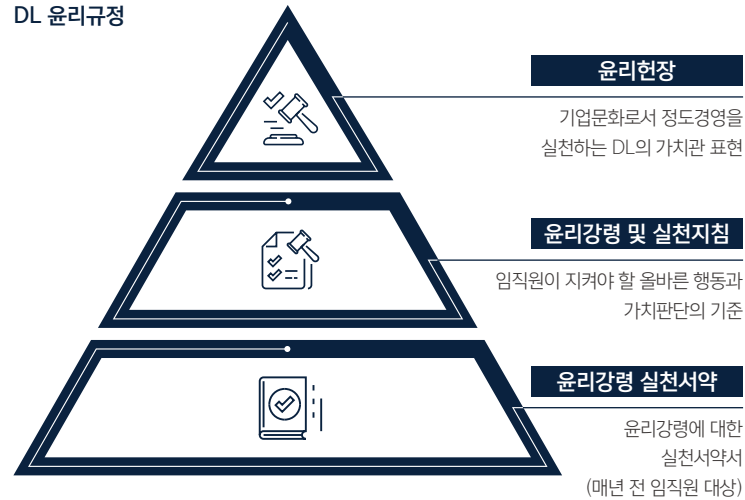 DL 윤리규정
윤리헌장
기업문화로서 정도경영을
실천하는 DL의 가치관 표현
윤리강령 및 실천지침
임직원이 지켜야 할 올바른 행동과
가치판단의 기준
윤리강령 실천서약
윤리강령에 대한
실천서약서
(매년 전 임직원 대상)